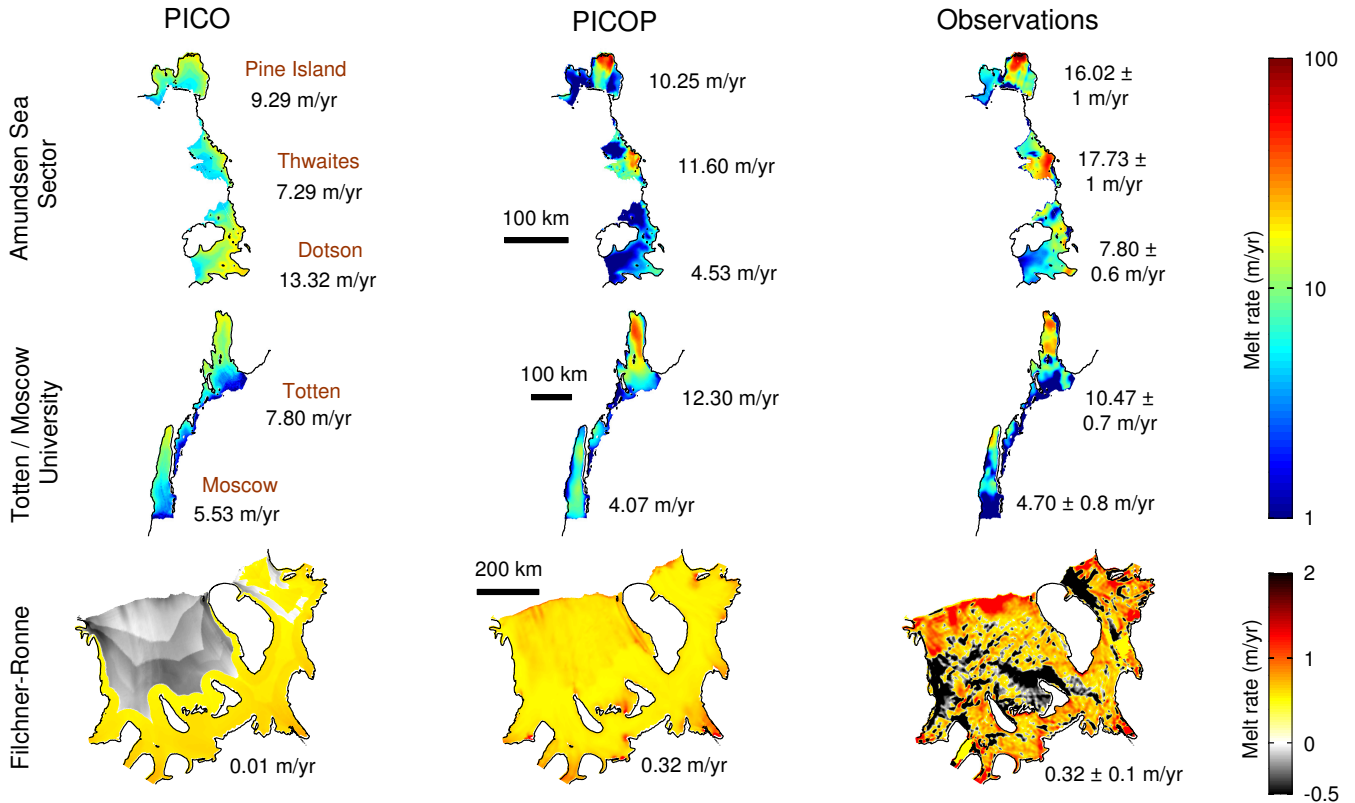 PICO
PICOP
Observations
Amundsen Sea
Sector
Pine Island
9.29 m/yr
10.25 m/yr
16.02 ±
1 m/yr
Thwaites
7.29 m/yr
11.60 m/yr
17.73 ±
1 m/yr
100 km
Dotson
13.32 m/yr
4.53 m/yr
7.80 ±
0.6 m/yr
Totten / Moscow
University
100 km
Totten
7.80 m/yr
12.30 m/yr
10.47 ±
0.7 m/yr
Moscow
5.53 m/yr
4.07 m/yr
4.70 ± 0.8 m/yr
Melt rate (m/yr)
100
10
1
Filchner-Ronne
200 km
0.01 m/yr
0.32 m/yr
0.32 ± 0.1 m/yr
Melt rate (m/yr)
2
1
0
-0.5